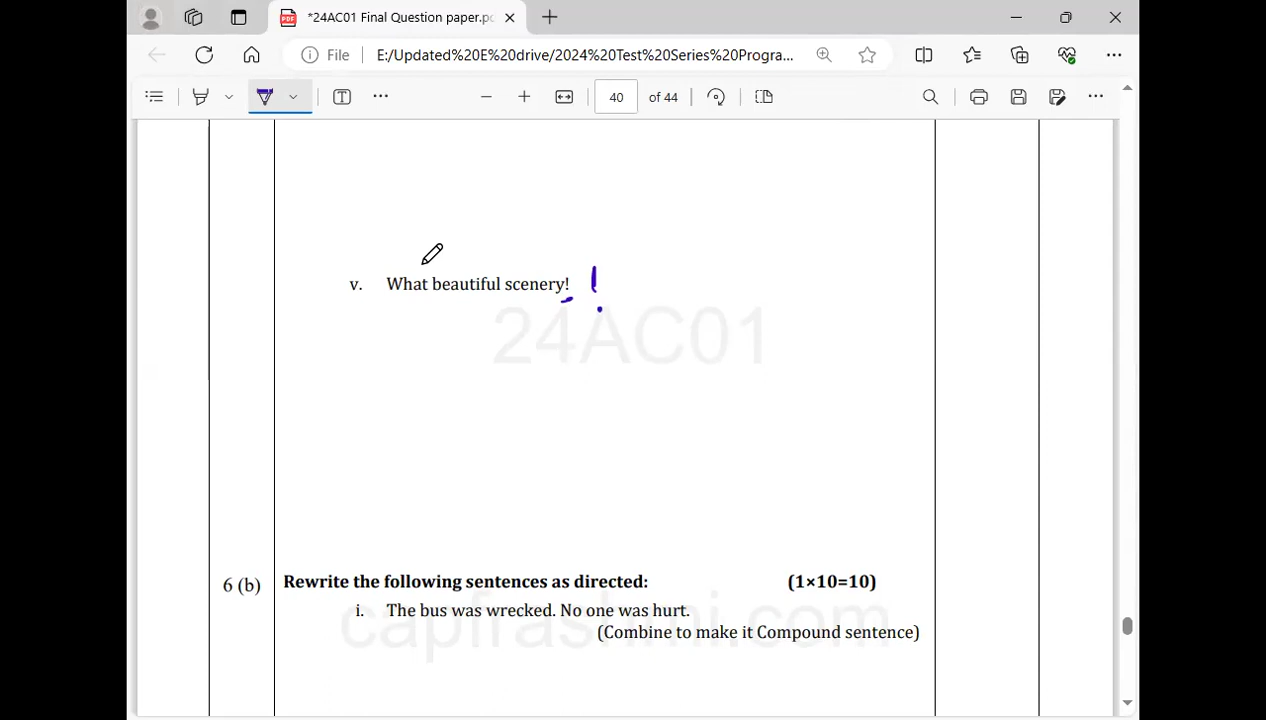 *24AC01 Final Question paper.pc
File
E:/Updated%20E%20drive/2024%20Test%20Series%20Progra...
40 of 44
v. What beautiful scenery! !
24AC01
6 (b) Rewrite the following sentences as directed: (1×10=10)
i. The bus was wrecked. No one was hurt.
(Combine to make it Compound sentence)
capfrashmi.com